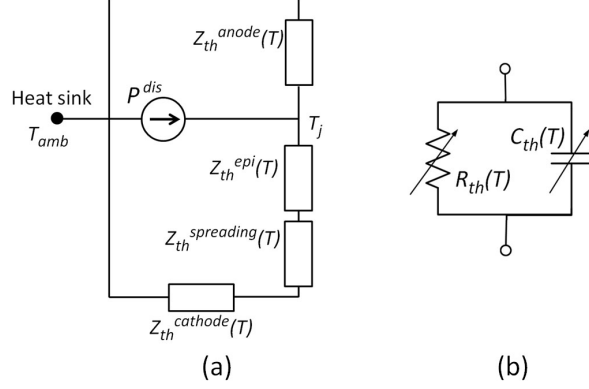 Z_th^anode(T)
Heat sink
P^dis
T_amb
T_j
Z_th^epi(T)
Z_th^spreading(T)
Z_th^cathode(T)
(a)
C_th(T)
R_th(T)
(b)